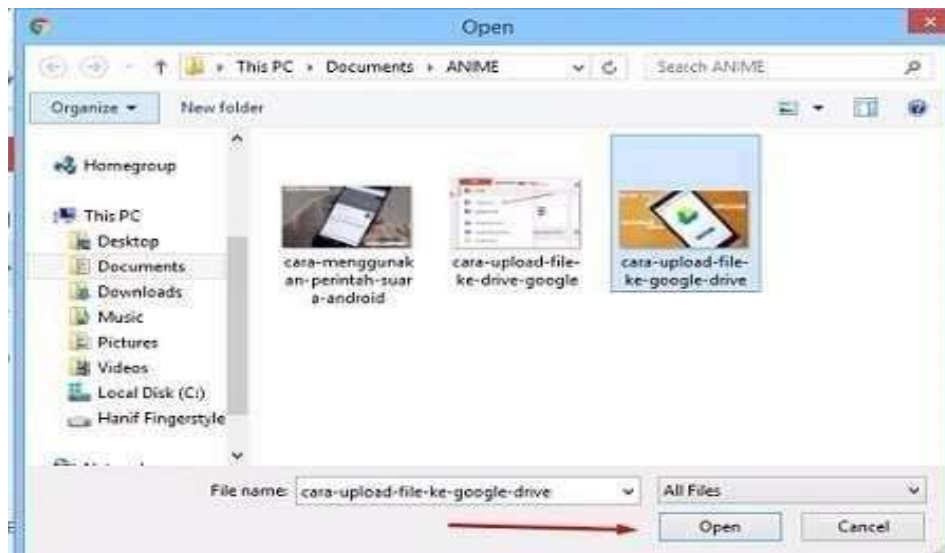 Open
This PC ▸ Documents ▸ ANIME
Search ANIME
Organize
New folder
Homegroup
This PC
Desktop
Documents
Downloads
Music
Pictures
Videos
Local Disk (C:)
Hanif Fingerstyle
cara-menggunak
an-perintah-suar
a-android
cara-upload-file-
ke-drive-google
cara-upload-file-
ke-google-drive
File name: cara-upload-file-ke-google-drive
All Files
Open
Cancel